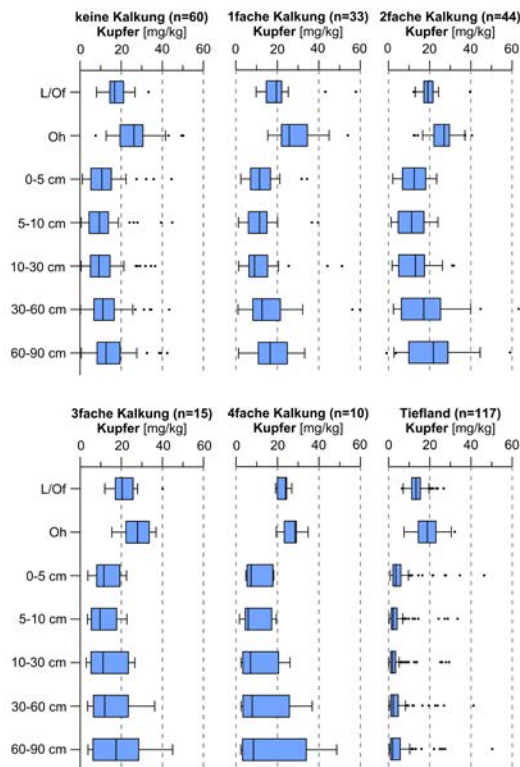 keine Kalkung (n=60) 1fache Kalkung (n=33) 2fache Kalkung (n=44)
Kupfer [mg/kg] Kupfer [mg/kg] Kupfer [mg/kg]
0 20 40 60 0 20 40 60 0 20 40 60
L/Of
Oh
0-5 cm
5-10 cm
10-30 cm
30-60 cm
60-90 cm
3fache Kalkung (n=15) 4fache Kalkung (n=10) Tiefland (n=117)
Kupfer [mg/kg] Kupfer [mg/kg] Kupfer [mg/kg]
0 20 40 60 0 20 40 60 0 20 40 60
L/Of
Oh
0-5 cm
5-10 cm
10-30 cm
30-60 cm
60-90 cm